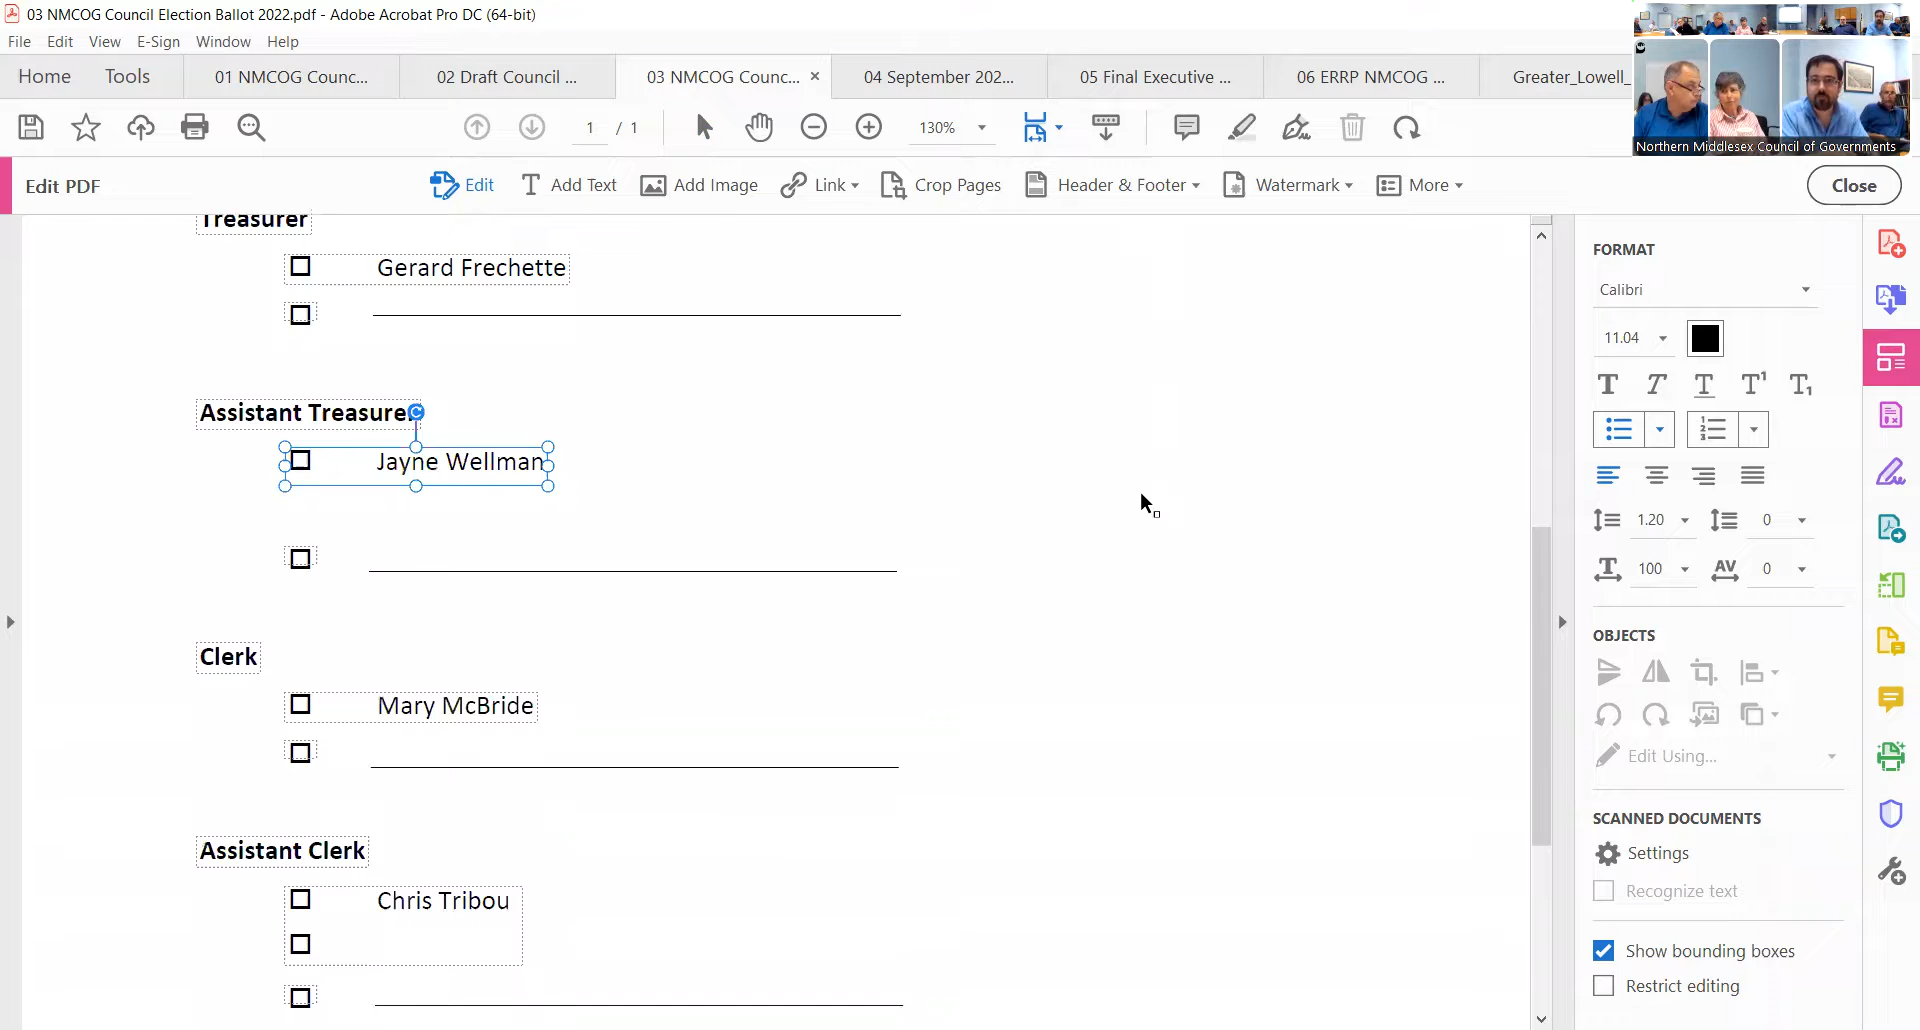 03 NMCOG Council Election Ballot 2022.pdf - Adobe Acrobat Pro DC (64-bit)
File Edit View E-Sign Window Help
Home Tools 01 NMCOG Counc... 02 Draft Council ... 03 NMCOG Counc... × 04 September 202... 05 Final Executive ... 06 ERRP NMCOG ... Greater_Lowell_
1 / 1 130%
Edit PDF Edit Add Text Add Image Link Crop Pages Header & Footer Watermark More Close
Northern Middlesex Council of Governments
Treasurer
Gerard Frechette
Assistant Treasurer
Jayne Wellman
Clerk
Mary McBride
Assistant Clerk
Chris Tribou
FORMAT
Calibri
11.04
1.20 0
100 0
OBJECTS
Edit Using...
SCANNED DOCUMENTS
Settings
Recognize text
Show bounding boxes
Restrict editing